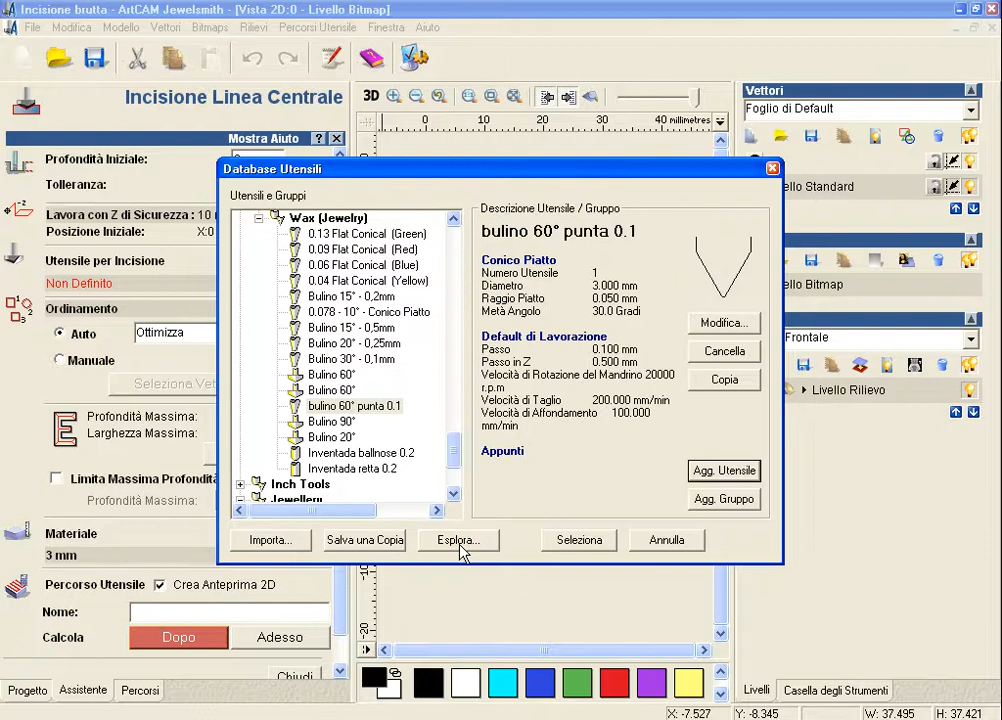 Incisione brutta - ArtCAM Jewelsmith - [Vista 2D:0 - Livello Bitmap]
File Modifica Modello Vettori Bitmaps Rilievi Percorsi Utensile Finestra Aiuto
Incisione Linea Centrale
Mostra Aiuto ?
Profondità Iniziale:
Tolleranza:
Lavora con Z di Sicurezza : 10
Posizione Iniziale: X:0
Utensile per Incisione
Non Definito
Ordinamento
Auto Ottimizza
Manuale
Seleziona
Profondità Massima:
Larghezza Massima:
Limita Massima
Profondità Massima:
Materiale
3 mm
Percorso Utensile Crea Anteprima 2D
Nome:
Calcola Dopo Adesso
Chiudi
Progetto Assistente Percorsi
3D
0 10 20 30 40 millimetres
-10
-20
Database Utensili
Utensili e Gruppi
Wax (Jewelry)
0.13 Flat Conical (Green)
0.09 Flat Conical (Red)
0.06 Flat Conical (Blue)
0.04 Flat Conical (Yellow)
Bulino 15° - 0,2mm
0.078 - 10° - Conico Piatto
Bulino 15° - 0,5mm
Bulino 20° - 0,25mm
Bulino 30° - 0,1mm
Bulino 60°
Bulino 60°
bulino 60° punta 0.1
Bulino 90°
Bulino 20°
Inventada ballnose 0.2
Inventada retta 0.2
Inch Tools
Jewellery
Descrizione Utensile / Gruppo
bulino 60° punta 0.1
Conico Piatto
Numero Utensile 1
Diametro 3.000 mm
Raggio Piatto 0.050 mm
Metà Angolo 30.0 Gradi
Default di Lavorazione
Passo 0.100 mm
Passo in Z 0.500 mm
Velocità di Rotazione del Mandrino 20000
r.p.m
Velocità di Taglio 200.000 mm/min
Velocità di Affondamento 100.000
mm/min
Appunti
Modifica...
Cancella
Copia
Agg. Utensile
Agg. Gruppo
Importa... Salva una Copia Esplora... Seleziona Annulla
Vettori
Foglio di Default
Standard
Bitmap
Frontale
Livello Rilievo
Livelli Casella degli Strumenti
X: -7.527 Y: -8.345 W: 37.495 H: 37.421